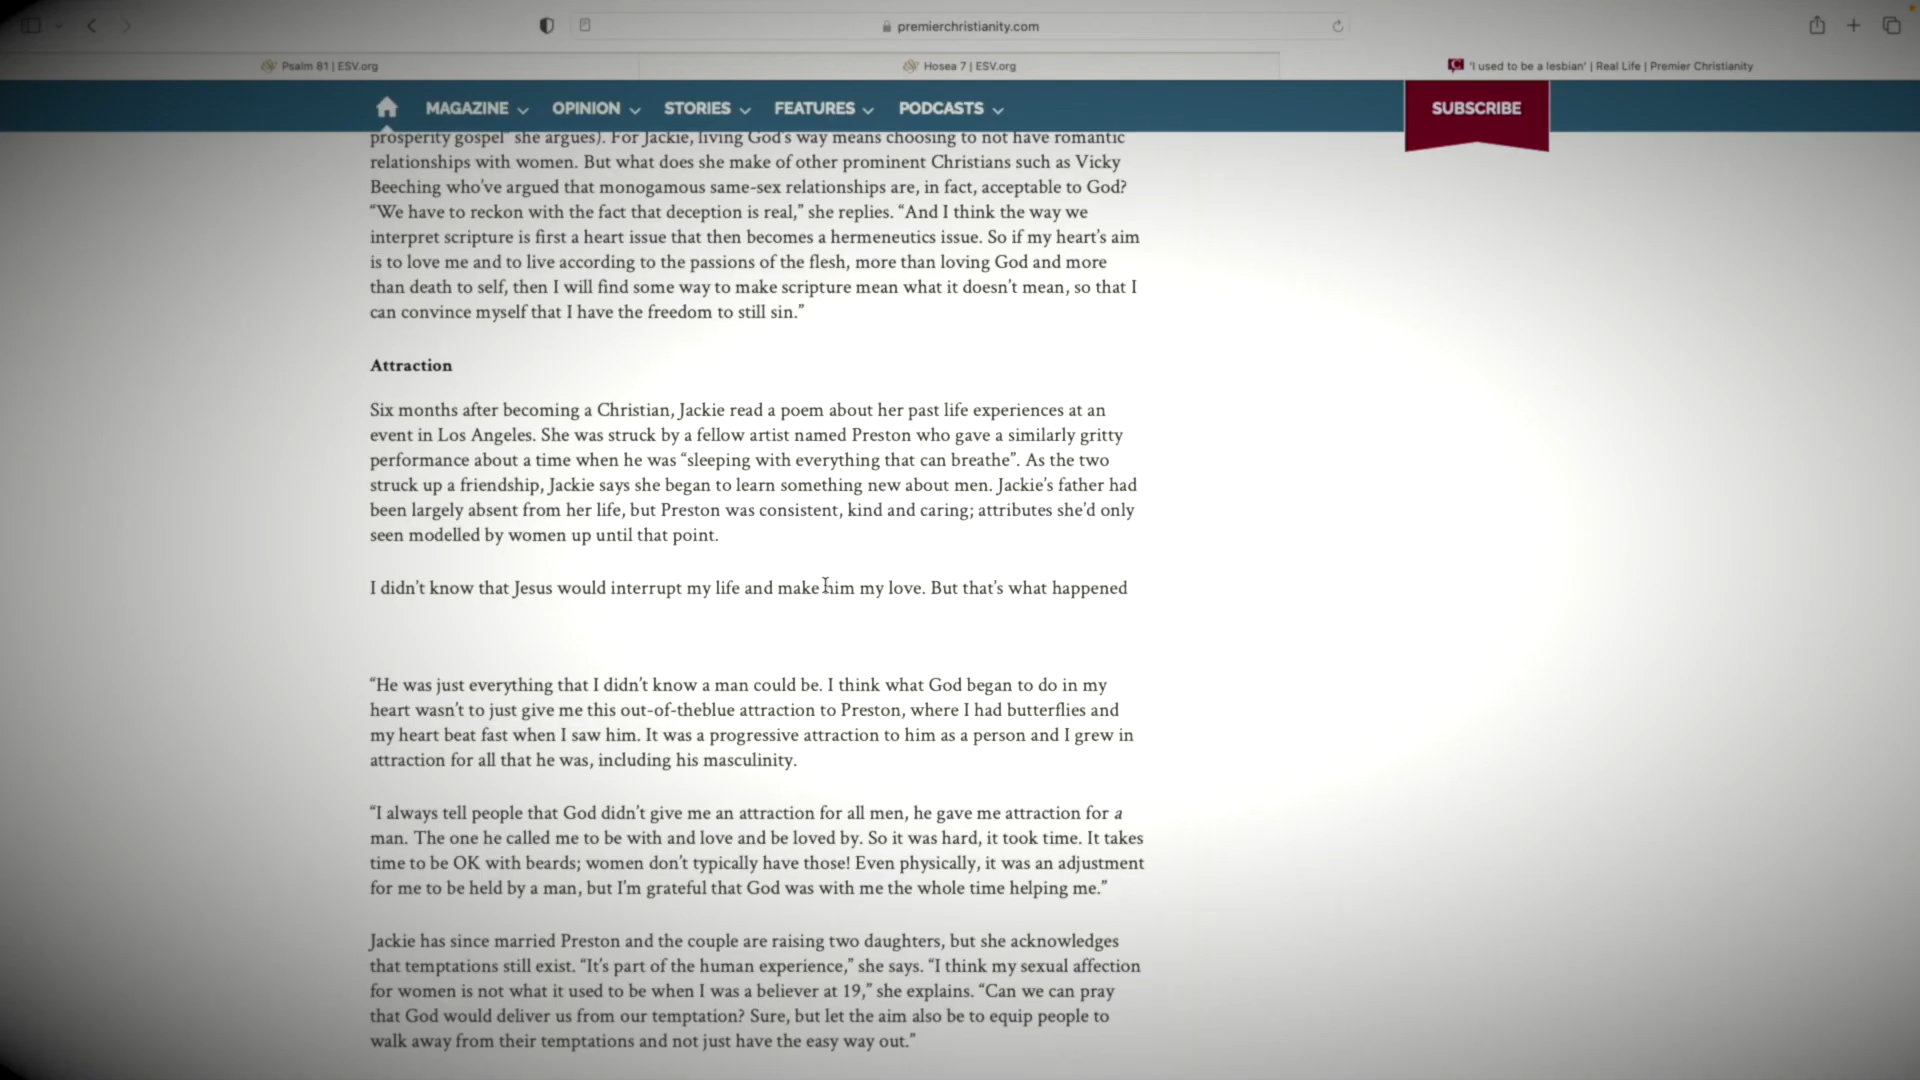 premierchristianity.com
Psalm 81 | ESV.org
Hosea 7 | ESV.org
'I used to be a lesbian' | Real Life | Premier Christianity
MAGAZINE
OPINION
STORIES
FEATURES
PODCASTS
SUBSCRIBE
prosperity gospel” she argues). For Jackie, living God’s way means choosing to not have romantic
relationships with women. But what does she make of other prominent Christians such as Vicky
Beeching who’ve argued that monogamous same-sex relationships are, in fact, acceptable to God?
“We have to reckon with the fact that deception is real,” she replies. “And I think the way we
interpret scripture is first a heart issue that then becomes a hermeneutics issue. So if my heart’s aim
is to love me and to live according to the passions of the flesh, more than loving God and more
than death to self, then I will find some way to make scripture mean what it doesn’t mean, so that I
can convince myself that I have the freedom to still sin.”
Attraction
Six months after becoming a Christian, Jackie read a poem about her past life experiences at an
event in Los Angeles. She was struck by a fellow artist named Preston who gave a similarly gritty
performance about a time when he was “sleeping with everything that can breathe”. As the two
struck up a friendship, Jackie says she began to learn something new about men. Jackie’s father had
been largely absent from her life, but Preston was consistent, kind and caring; attributes she’d only
seen modelled by women up until that point.
I didn’t know that Jesus would interrupt my life and make him my love. But that’s what happened
“He was just everything that I didn’t know a man could be. I think what God began to do in my
heart wasn’t to just give me this out-of-theblue attraction to Preston, where I had butterflies and
my heart beat fast when I saw him. It was a progressive attraction to him as a person and I grew in
attraction for all that he was, including his masculinity.
“I always tell people that God didn’t give me an attraction for all men, he gave me attraction for a
man. The one he called me to be with and love and be loved by. So it was hard, it took time. It takes
time to be OK with beards; women don’t typically have those! Even physically, it was an adjustment
for me to be held by a man, but I’m grateful that God was with me the whole time helping me.”
Jackie has since married Preston and the couple are raising two daughters, but she acknowledges
that temptations still exist. “It’s part of the human experience,” she says. “I think my sexual affection
for women is not what it used to be when I was a believer at 19,” she explains. “Can we can pray
that God would deliver us from our temptation? Sure, but let the aim also be to equip people to
walk away from their temptations and not just have the easy way out.”